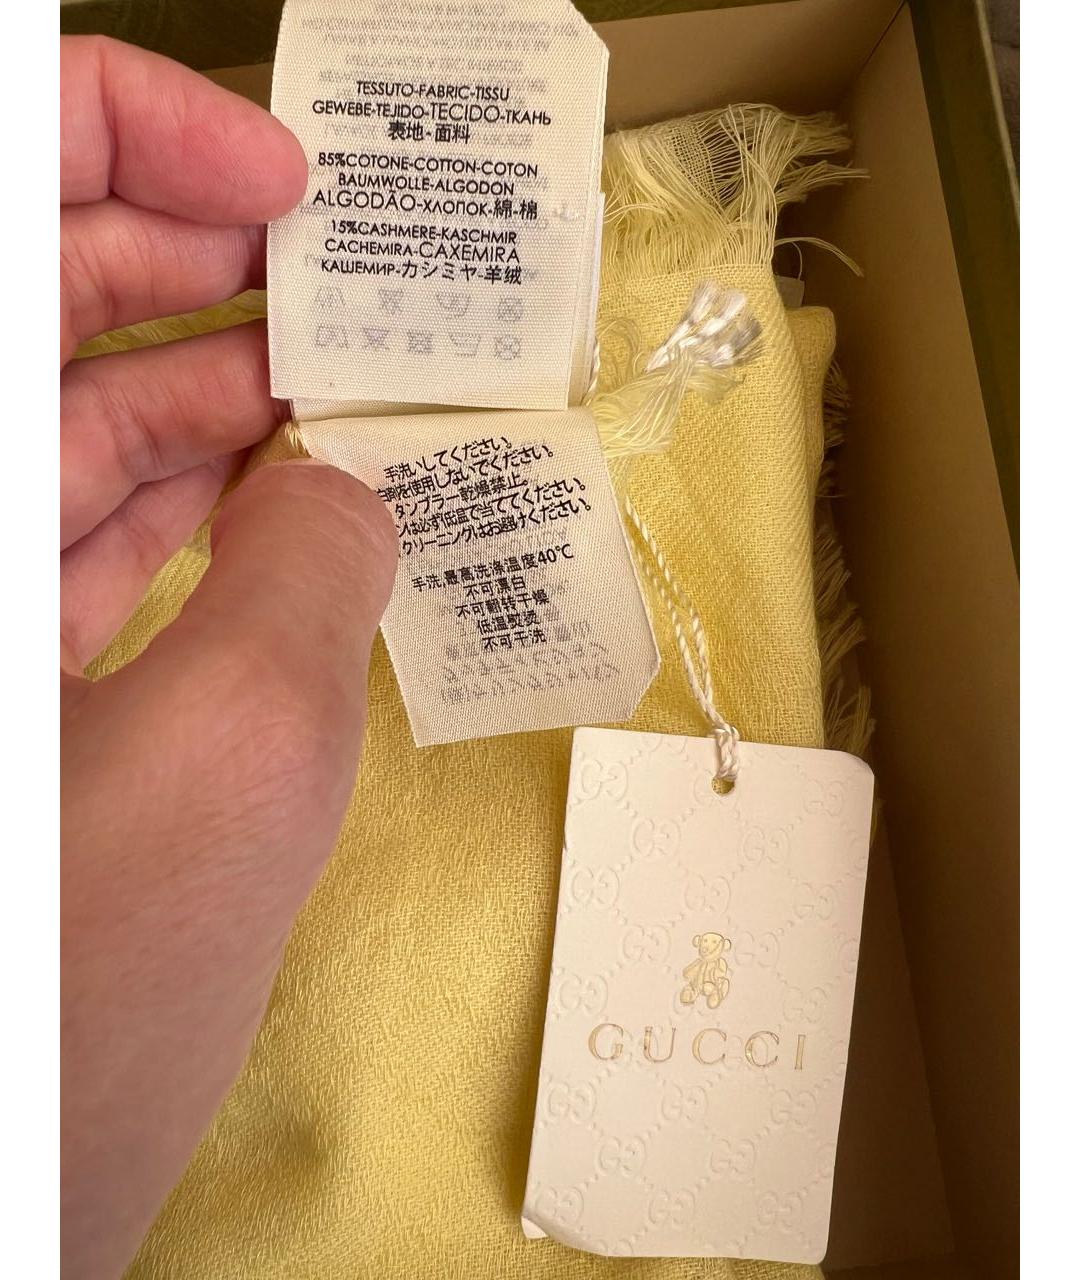 TESSUTO-FABRIC-TISSU
GEWEBE-TEJIDO-TECIDO-ТКАНЬ
表地-面料
85%COTONE-COTTON-COTON
BAUMWOLLE-ALGODON
ALGODÃO-ХЛОПОК-綿-棉
15%CASHMERE-KASCHMIR
CACHEMIRA-CAXEMIRA
КАШЕМИР-カシミヤ-羊绒
手洗いしてください。
白剤を使用しないでください。
タンブラー乾燥禁止。
ンは必ず低温で当ててください。
クリーニングはお避けください。
手洗,最高洗涤温度40℃
不可漂白
不可翻转干燥
低温熨烫
不可干洗
GUCCI